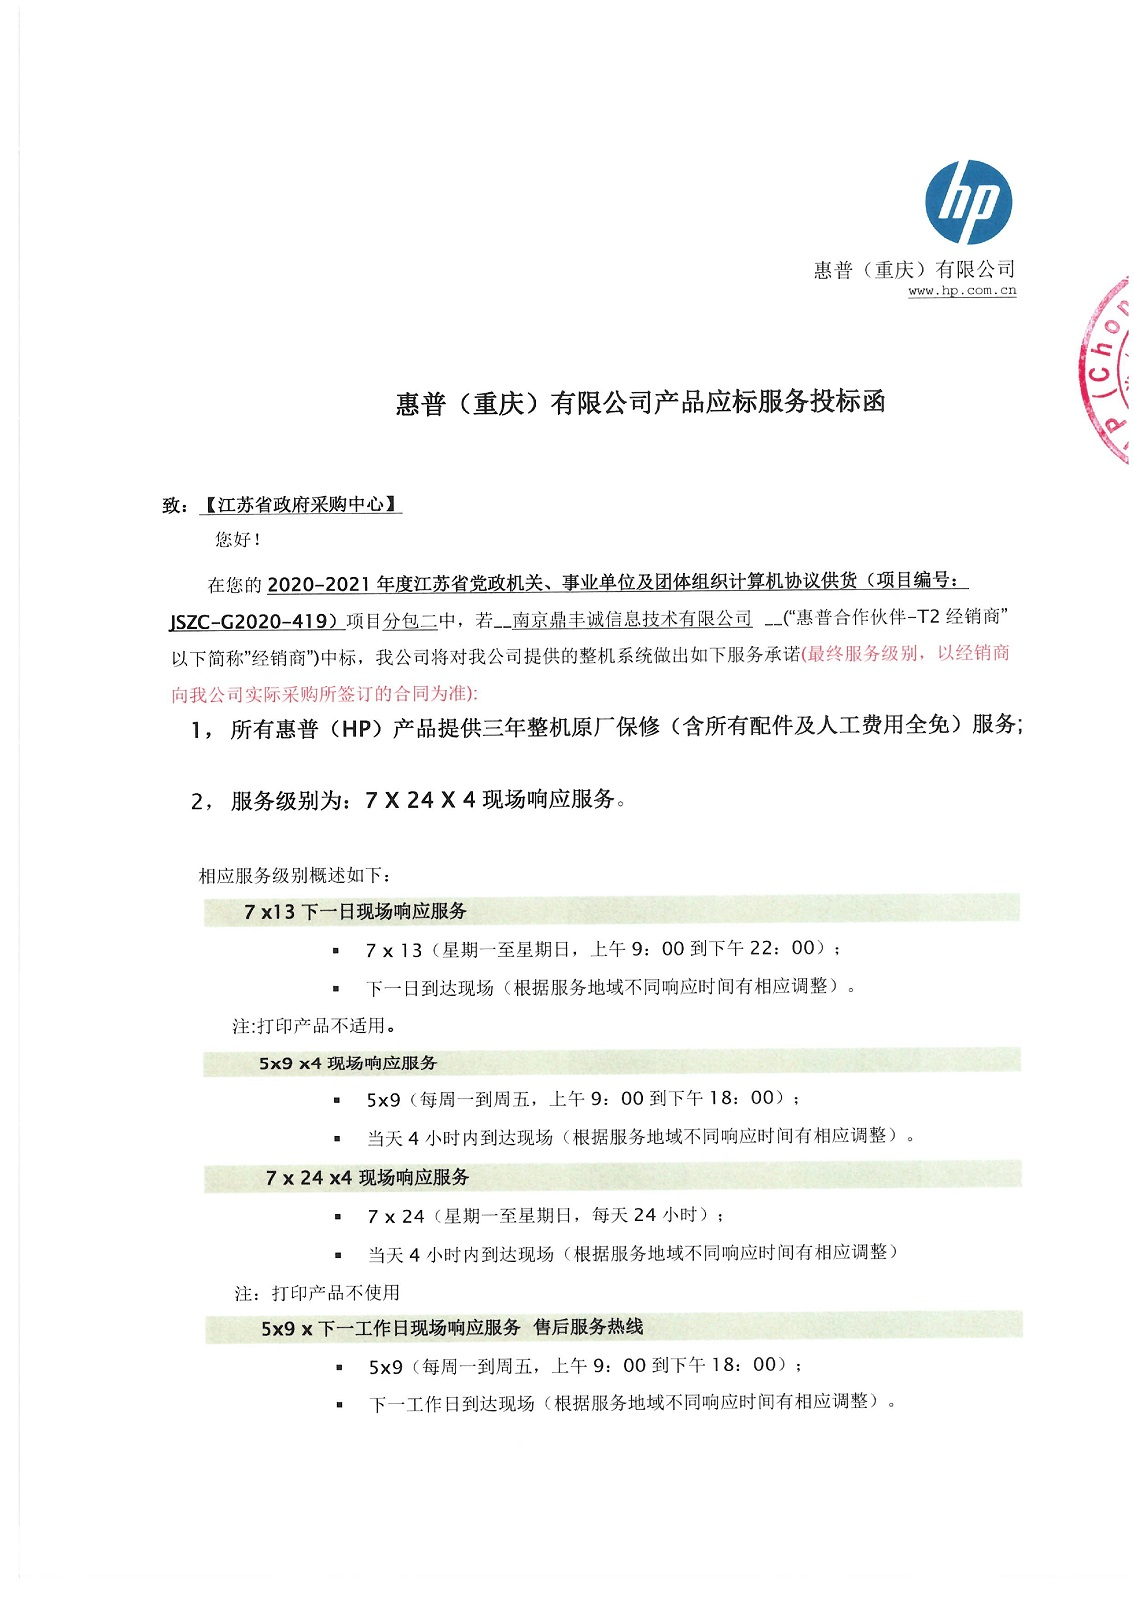 hp
惠普（重庆）有限公司
www.hp.com.cn
(Chon
惠普（重庆）有限公司产品应标服务投标函
致：【江苏省政府采购中心】
您好！
在您的 2020-2021 年度江苏省党政机关、事业单位及团体组织计算机协议供货（项目编号：
JSZC-G2020-419）项目分包二中，若__南京鼎丰诚信息技术有限公司 __(“惠普合作伙伴-T2 经销商”
以下简称”经销商”)中标，我公司将对我公司提供的整机系统做出如下服务承诺(最终服务级别，以经销商
向我公司实际采购所签订的合同为准):
1， 所有惠普（HP）产品提供三年整机原厂保修（含所有配件及人工费用全免）服务;
2， 服务级别为：7 X 24 X 4 现场响应服务。
相应服务级别概述如下：
7 x13 下一日现场响应服务
▪ 7 x 13（星期一至星期日，上午 9：00 到下午 22：00）；
▪ 下一日到达现场（根据服务地域不同响应时间有相应调整）。
注:打印产品不适用。
5x9 x4 现场响应服务
▪ 5x9（每周一到周五，上午 9：00 到下午 18：00）；
▪ 当天 4 小时内到达现场（根据服务地域不同响应时间有相应调整）。
7 x 24 x4 现场响应服务
▪ 7 x 24（星期一至星期日，每天 24 小时）；
▪ 当天 4 小时内到达现场（根据服务地域不同响应时间有相应调整）
注：打印产品不使用
5x9 x 下一工作日现场响应服务 售后服务热线
▪ 5x9（每周一到周五，上午 9：00 到下午 18：00）；
▪ 下一工作日到达现场（根据服务地域不同响应时间有相应调整）。